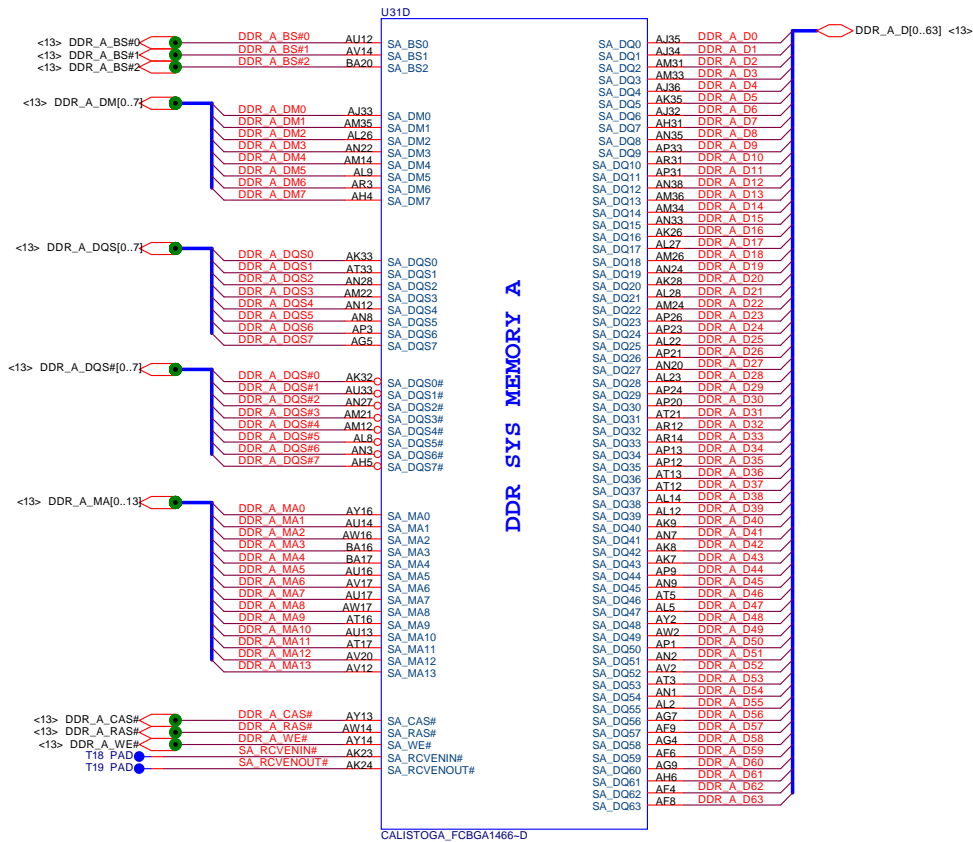 U31D
<13> DDR_A_BS#0 DDR_A_BS#0 AU12 SA_BS0
<13> DDR_A_BS#1 DDR_A_BS#1 AV14 SA_BS1
<13> DDR_A_BS#2 DDR_A_BS#2 BA20 SA_BS2
<13> DDR_A_DM[0..7]
DDR_A_DM0 AJ33 SA_DM0
DDR_A_DM1 AM35 SA_DM1
DDR_A_DM2 AL26 SA_DM2
DDR_A_DM3 AN22 SA_DM3
DDR_A_DM4 AM14 SA_DM4
DDR_A_DM5 AL9 SA_DM5
DDR_A_DM6 AR3 SA_DM6
DDR_A_DM7 AH4 SA_DM7
<13> DDR_A_DQS[0..7]
DDR_A_DQS0 AK33 SA_DQS0
DDR_A_DQS1 AT33 SA_DQS1
DDR_A_DQS2 AN28 SA_DQS2
DDR_A_DQS3 AM22 SA_DQS3
DDR_A_DQS4 AN12 SA_DQS4
DDR_A_DQS5 AN8 SA_DQS5
DDR_A_DQS6 AP3 SA_DQS6
DDR_A_DQS7 AG5 SA_DQS7
<13> DDR_A_DQS#[0..7]
DDR_A_DQS#0 AK32 SA_DQS0#
DDR_A_DQS#1 AU33 SA_DQS1#
DDR_A_DQS#2 AN27 SA_DQS2#
DDR_A_DQS#3 AM21 SA_DQS3#
DDR_A_DQS#4 AM12 SA_DQS4#
DDR_A_DQS#5 AL8 SA_DQS5#
DDR_A_DQS#6 AN3 SA_DQS6#
DDR_A_DQS#7 AH5 SA_DQS7#
<13> DDR_A_MA[0..13]
DDR_A_MA0 AY16 SA_MA0
DDR_A_MA1 AU14 SA_MA1
DDR_A_MA2 AW16 SA_MA2
DDR_A_MA3 BA16 SA_MA3
DDR_A_MA4 BA17 SA_MA4
DDR_A_MA5 AU16 SA_MA5
DDR_A_MA6 AV17 SA_MA6
DDR_A_MA7 AU17 SA_MA7
DDR_A_MA8 AW17 SA_MA8
DDR_A_MA9 AT16 SA_MA9
DDR_A_MA10 AU13 SA_MA10
DDR_A_MA11 AT17 SA_MA11
DDR_A_MA12 AV20 SA_MA12
DDR_A_MA13 AV12 SA_MA13
<13> DDR_A_CAS# DDR_A_CAS# AY13 SA_CAS#
<13> DDR_A_RAS# DDR_A_RAS# AW14 SA_RAS#
<13> DDR_A_WE# DDR_A_WE# AY14 SA_WE#
T18 PAD SA_RCVENIN# AK23 SA_RCVENIN#
T19 PAD SA_RCVENOUT# AK24 SA_RCVENOUT#
DDR SYS MEMORY A
DDR_A_D[0..63] <13>
SA_DQ0 AJ35 DDR_A_D0
SA_DQ1 AJ34 DDR_A_D1
SA_DQ2 AM31 DDR_A_D2
SA_DQ3 AM33 DDR_A_D3
SA_DQ4 AJ36 DDR_A_D4
SA_DQ5 AK35 DDR_A_D5
SA_DQ6 AJ32 DDR_A_D6
SA_DQ7 AH31 DDR_A_D7
SA_DQ8 AN35 DDR_A_D8
SA_DQ9 AP33 DDR_A_D9
SA_DQ10 AR31 DDR_A_D10
SA_DQ11 AP31 DDR_A_D11
SA_DQ12 AN38 DDR_A_D12
SA_DQ13 AM36 DDR_A_D13
SA_DQ14 AM34 DDR_A_D14
SA_DQ15 AN33 DDR_A_D15
SA_DQ16 AK26 DDR_A_D16
SA_DQ17 AL27 DDR_A_D17
SA_DQ18 AM26 DDR_A_D18
SA_DQ19 AN24 DDR_A_D19
SA_DQ20 AK28 DDR_A_D20
SA_DQ21 AL28 DDR_A_D21
SA_DQ22 AM24 DDR_A_D22
SA_DQ23 AP26 DDR_A_D23
SA_DQ24 AP23 DDR_A_D24
SA_DQ25 AL22 DDR_A_D25
SA_DQ26 AP21 DDR_A_D26
SA_DQ27 AN20 DDR_A_D27
SA_DQ28 AL23 DDR_A_D28
SA_DQ29 AP24 DDR_A_D29
SA_DQ30 AP20 DDR_A_D30
SA_DQ31 AT21 DDR_A_D31
SA_DQ32 AR12 DDR_A_D32
SA_DQ33 AR14 DDR_A_D33
SA_DQ34 AP13 DDR_A_D34
SA_DQ35 AP12 DDR_A_D35
SA_DQ36 AT13 DDR_A_D36
SA_DQ37 AT12 DDR_A_D37
SA_DQ38 AL14 DDR_A_D38
SA_DQ39 AL12 DDR_A_D39
SA_DQ40 AK9 DDR_A_D40
SA_DQ41 AN7 DDR_A_D41
SA_DQ42 AK8 DDR_A_D42
SA_DQ43 AK7 DDR_A_D43
SA_DQ44 AP9 DDR_A_D44
SA_DQ45 AN9 DDR_A_D45
SA_DQ46 AT5 DDR_A_D46
SA_DQ47 AL5 DDR_A_D47
SA_DQ48 AY2 DDR_A_D48
SA_DQ49 AW2 DDR_A_D49
SA_DQ50 AP1 DDR_A_D50
SA_DQ51 AN2 DDR_A_D51
SA_DQ52 AV2 DDR_A_D52
SA_DQ53 AT3 DDR_A_D53
SA_DQ54 AN1 DDR_A_D54
SA_DQ55 AL2 DDR_A_D55
SA_DQ56 AG7 DDR_A_D56
SA_DQ57 AF9 DDR_A_D57
SA_DQ58 AG4 DDR_A_D58
SA_DQ59 AF6 DDR_A_D59
SA_DQ60 AG9 DDR_A_D60
SA_DQ61 AH6 DDR_A_D61
SA_DQ62 AF4 DDR_A_D62
SA_DQ63 AF8 DDR_A_D63
CALISTOGA_FCBGA1466~D